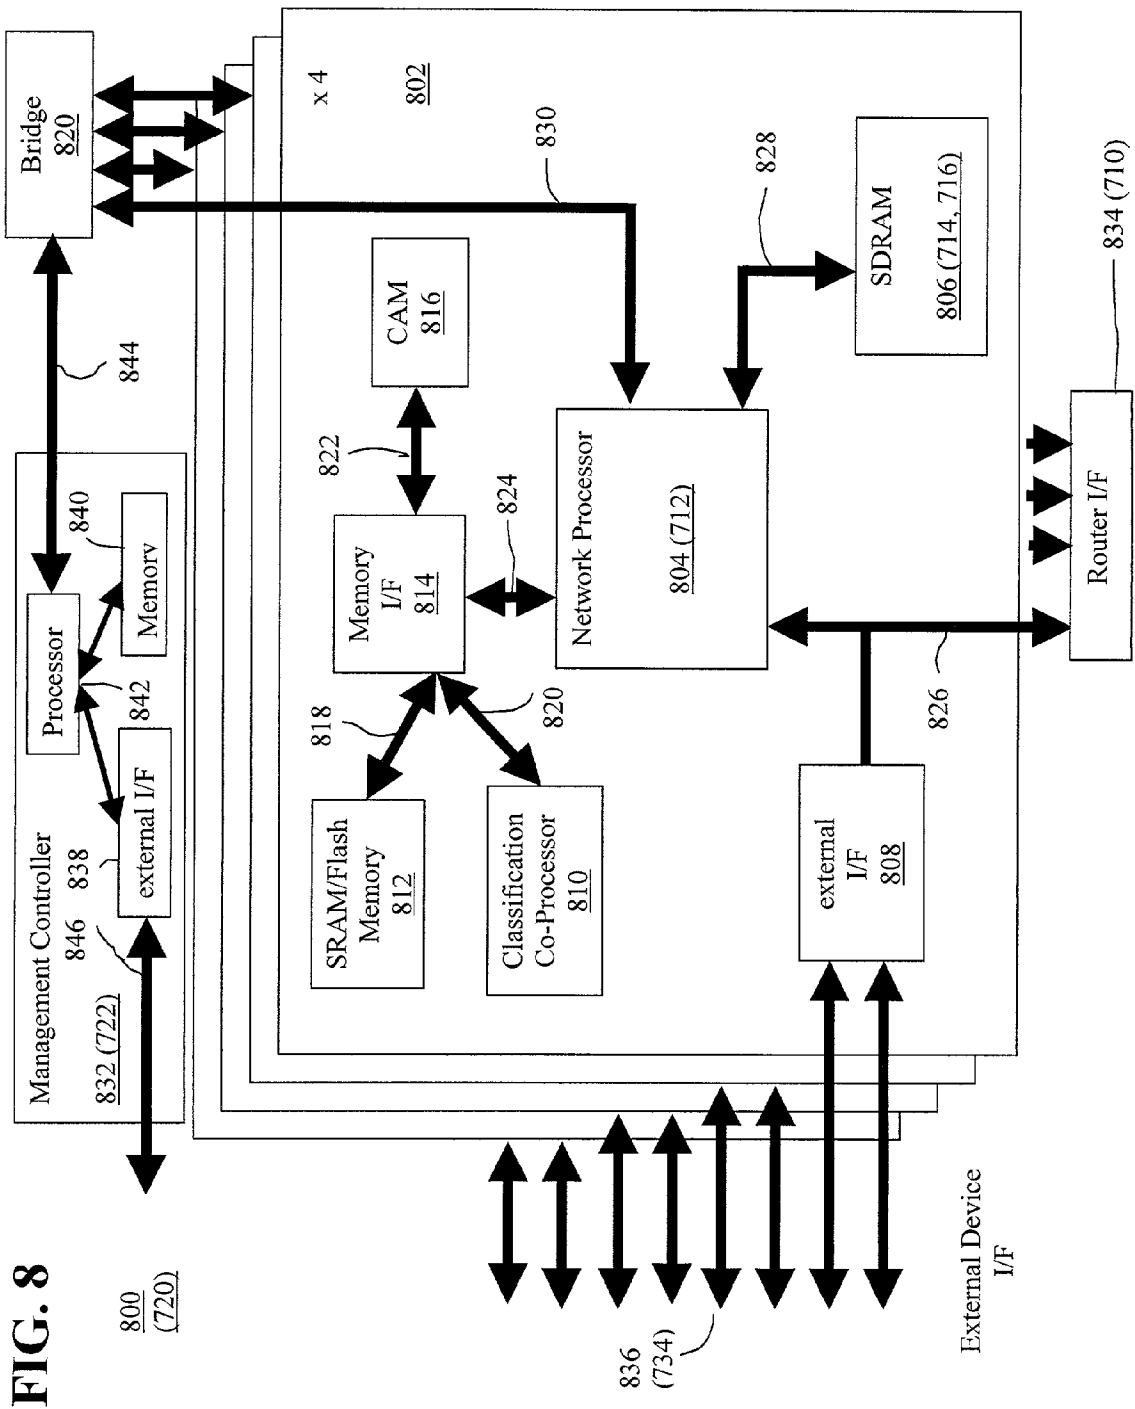 FIG. 8
800
(720)
Management Controller
832 (722)
846
838
external I/F
Processor
842
840
Memory
844
Bridge
820
x 4
802
SRAM/Flash
Memory
812
818
Memory
I/F
814
822
CAM
816
830
Classification
Co-Processor
810
820
824
Network Processor
804 (712)
828
SDRAM
806 (714, 716)
external
I/F
808
826
Router I/F
834 (710)
836
(734)
External Device
I/F